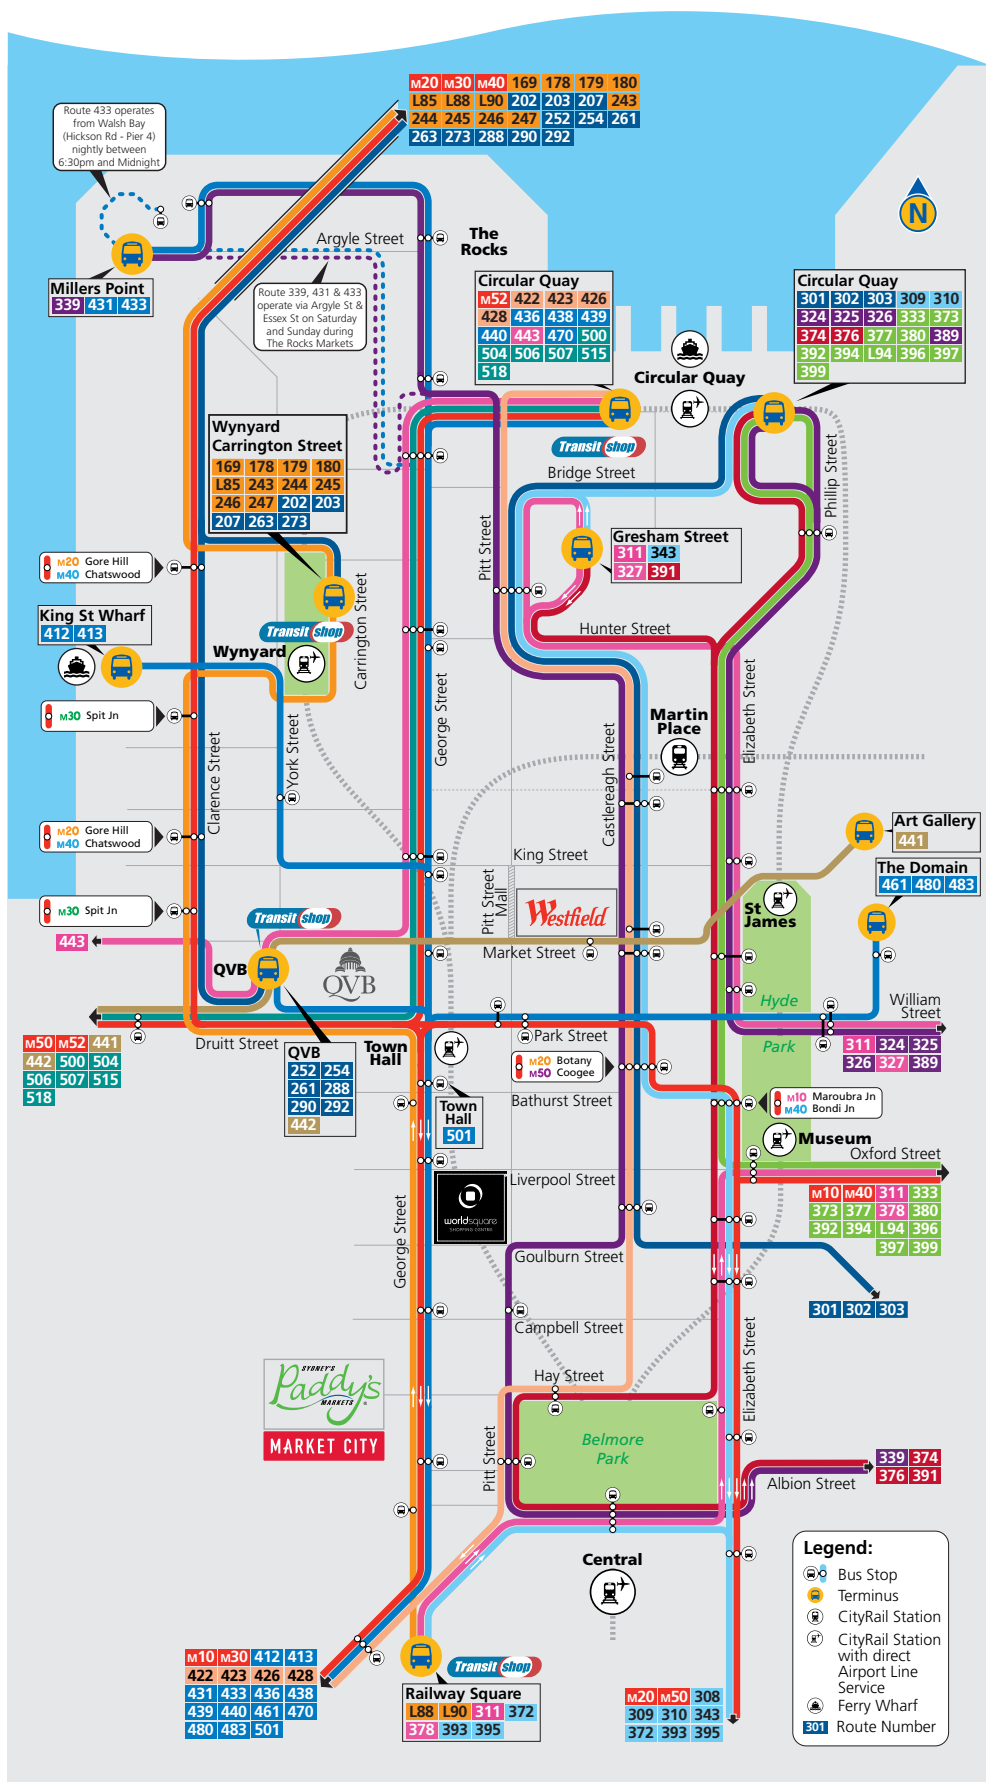 M20 M30 M40 169 178 179 180
L85 L88 L90 202 203 207 243
244 245 246 247 252 254 261
263 273 288 290 292
Route 433 operates
from Walsh Bay
(Hickson Rd - Pier 4)
nightly between
6:30pm and Midnight
N
Argyle Street
The
Rocks
Millers Point
339 431 433
Route 339, 431 & 433
operate via Argyle St &
Essex St on Saturday
and Sunday during
The Rocks Markets
Circular Quay
M52 422 423 426
428 436 438 439
440 443 470 500
504 506 507 515
518
Circular Quay
301 302 303 309 310
324 325 326 333 373
374 376 377 380 389
392 394 L94 396 397
399
Circular Quay
Transit shop
Bridge Street
Phillip Street
Wynyard
Carrington Street
169 178 179 180
L85 243 244 245
246 247 202 203
207 263 273
Pitt Street
Gresham Street
311 343
327 391
M20 Gore Hill
M40 Chatswood
King St Wharf
412 413
Transit shop
Wynyard
Carrington Street
Hunter Street
M30 Spit Jn
York Street
Clarence Street
George Street
Martin
Place
Elizabeth Street
Castlereagh Street
M20 Gore Hill
M40 Chatswood
King Street
Art Gallery
441
The Domain
461 480 483
M30 Spit Jn
Pitt Street
Mall
Westfield
St
James
Transit shop
443
QVB
QVB
Market Street
Hyde
Park
William
Street
311 324 325
326 327 389
M50 M52 441
442 500 504
506 507 515
518
Druitt Street
Town
Hall
Park Street
QVB
252 254
261 288
290 292
442
M20 Botany
M50 Coogee
Bathurst Street
Town
Hall
501
M10 Maroubra Jn
M40 Bondi Jn
Museum
Oxford Street
M10 M40 311 333
373 377 378 380
392 394 L94 396
397 399
Liverpool Street
worldsquare
SHOPPING CENTRE
George Street
Goulburn Street
301 302 303
Campbell Street
Elizabeth Street
SYDNEY'S
Paddy's
MARKETS
MARKET CITY
Hay Street
Belmore
Park
Pitt Street
339 374
376 391
Albion Street
Central
Legend:
Bus Stop
Terminus
CityRail Station
CityRail Station
with direct
Airport Line
Service
Ferry Wharf
301 Route Number
M10 M30 412 413
422 423 426 428
431 433 436 438
439 440 461 470
480 483 501
Transit shop
Railway Square
L88 L90 311 372
378 393 395
M20 M50 308
309 310 343
372 393 395